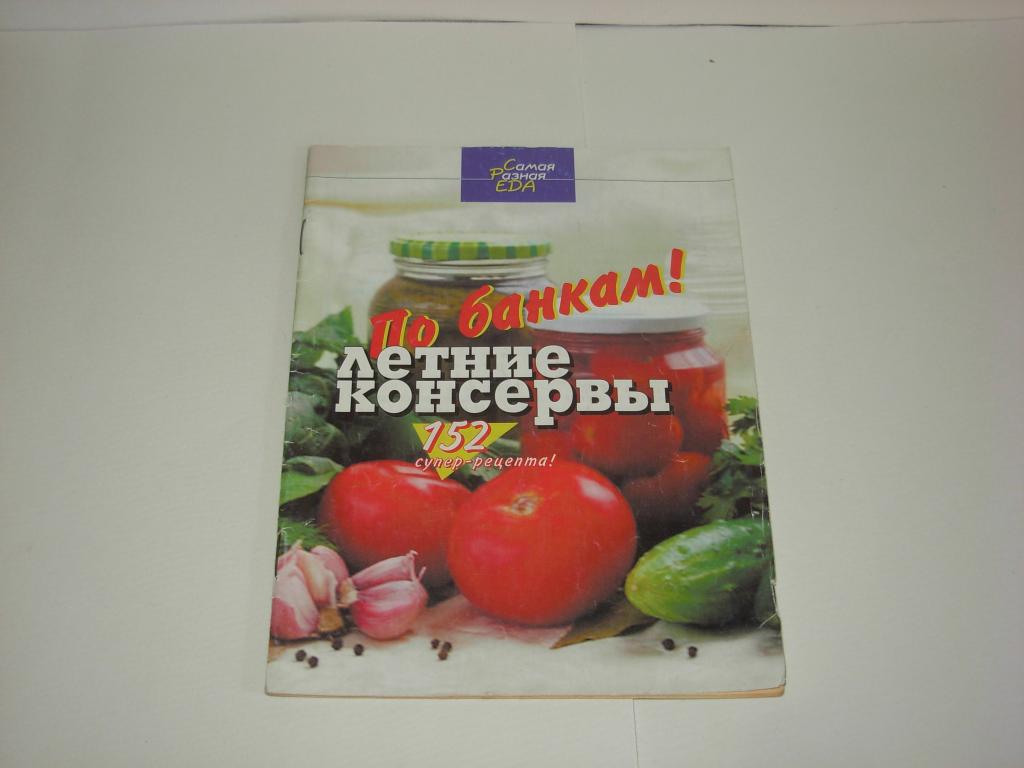 Самая
Разная
ЕДА
По банкам!
летние
консервы
152
супер-рецепта!